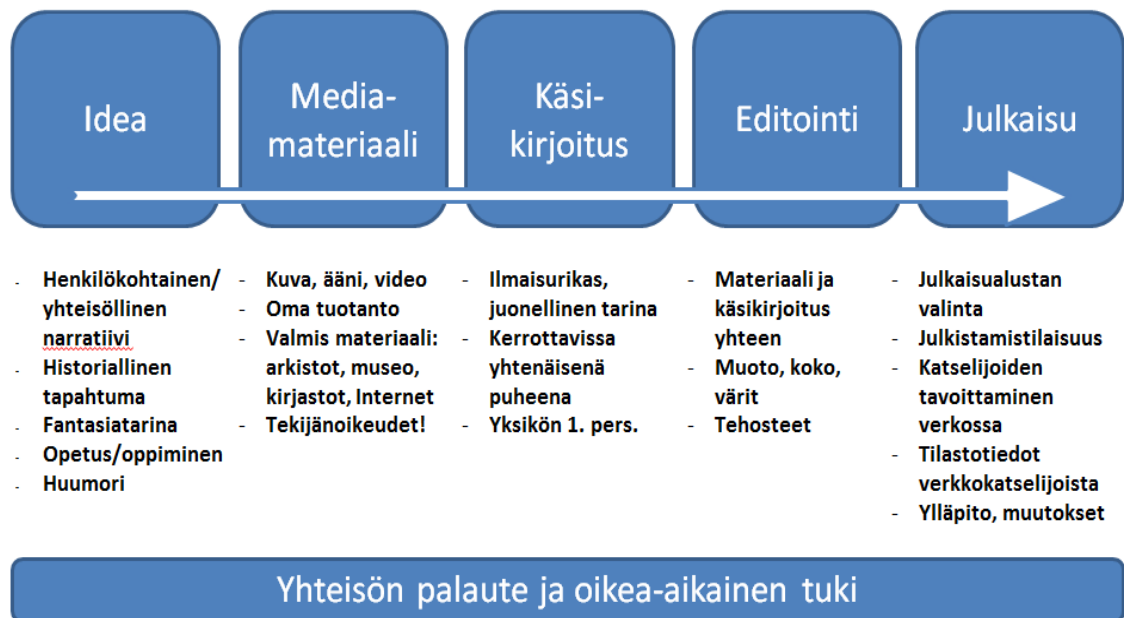 Idea
Media-
materiaali
Käsi-
kirjoitus
Editointi
Julkaisu
- Henkilökohtainen/
yhteisöllinen
narratiivi
- Historiallinen
tapahtuma
- Fantasiatarina
- Opetus/oppiminen
- Huumori
- Kuva, ääni, video
- Oma tuotanto
- Valmis materiaali:
arkistot, museo,
kirjastot, Internet
- Tekijänoikeudet!
- Ilmaisurikas,
juonellinen tarina
- Kerrottavissa
yhtenäisenä
puheena
- Yksikön 1. pers.
- Materiaali ja
käsikirjoitus
yhteen
- Muoto, koko,
värit
- Tehosteet
- Julkaisualustan
valinta
- Julkistamistilaisuus
- Katselijoiden
tavoittaminen
verkossa
- Tilastotiedot
verkkokatselijoista
- Ylläpito, muutokset
Yhteisön palaute ja oikea-aikainen tuki